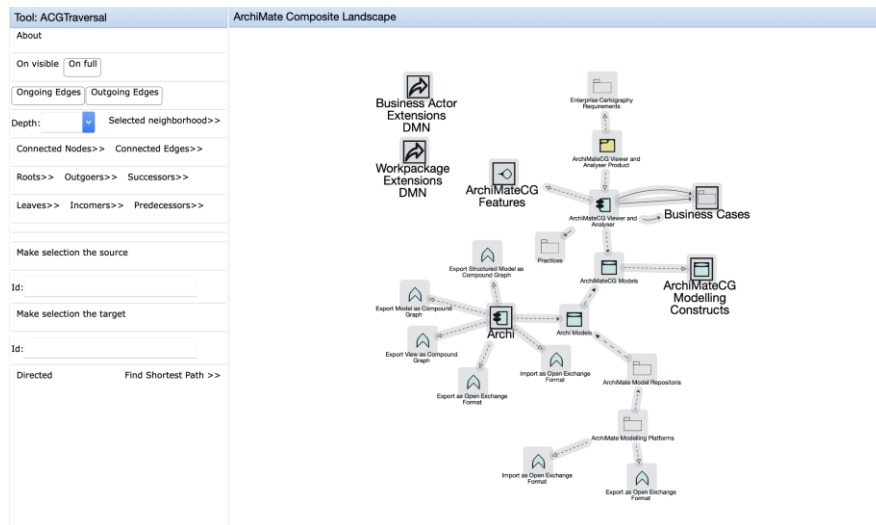 Tool: ACGTraversal
About
On visible On full
Ongoing Edges Outgoing Edges
Depth: Selected neighborhood>>
Connected Nodes>> Connected Edges>>
Roots>> Outgoers>> Successors>>
Leaves>> Incomers>> Predecessors>>
Make selection the source
Id:
Make selection the target
Id:
Directed Find Shortest Path >>
ArchiMate Composite Landscape
Business Actor
Extensions
DMN
Enterprise Cartography
Requirements
Workpackage
Extensions
DMN
ArchiMateCG Viewer and
Analyser Product
ArchiMateCG
Features
ArchiMateCG Viewer and
Analyser
Business Cases
Practices
Export Structured Model as
Compound Graph
ArchiMateCG Models
ArchiMateCG
Modelling
Constructs
Export Model as Compound
Graph
Archi
Archi Models
Export View as Compound
Graph
Import as Open Exchange
Format
ArchiMate Model Repositoris
Export as Open Exchange
Format
ArchiMate Modelling Platforms
Import as Open Exchange
Format
Export as Open Exchange
Format